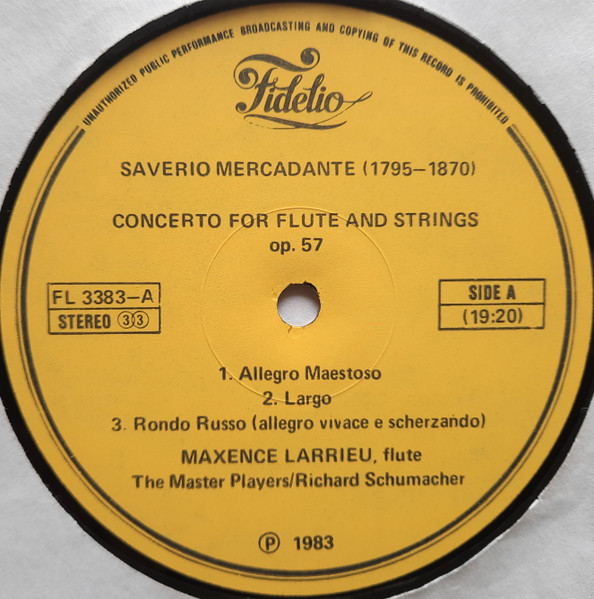 UNAUTHORIZED PUBLIC PERFORMANCE BROADCASTING AND COPYING OF THIS RECORD IS PROHIBITED
Fidelio
SAVERIO MERCADANTE (1795–1870)
CONCERTO FOR FLUTE AND STRINGS
op. 57
FL 3383–A
STEREO 33
SIDE A
(19:20)
1. Allegro Maestoso
2. Largo
3. Rondo Russo (allegro vivace e scherzando)
MAXENCE LARRIEU, flute
The Master Players/Richard Schumacher
Ⓟ 1983